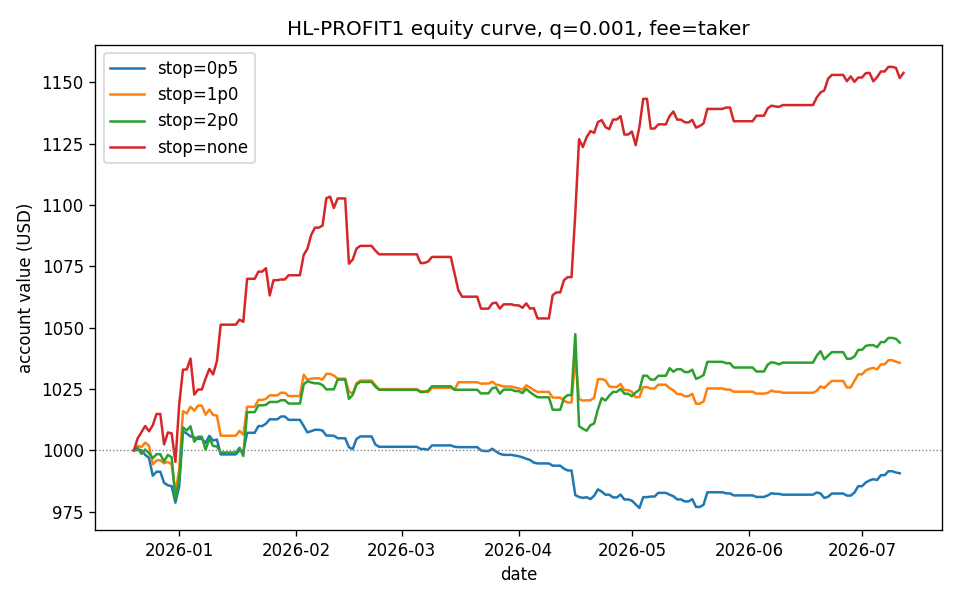 HL-PROFIT1 equity curve, q=0.001, fee=taker
stop=0p5
stop=1p0
stop=2p0
stop=none
account value (USD)
1150
1125
1100
1075
1050
1025
1000
975
2026-01
2026-02
2026-03
2026-04
2026-05
2026-06
2026-07
date